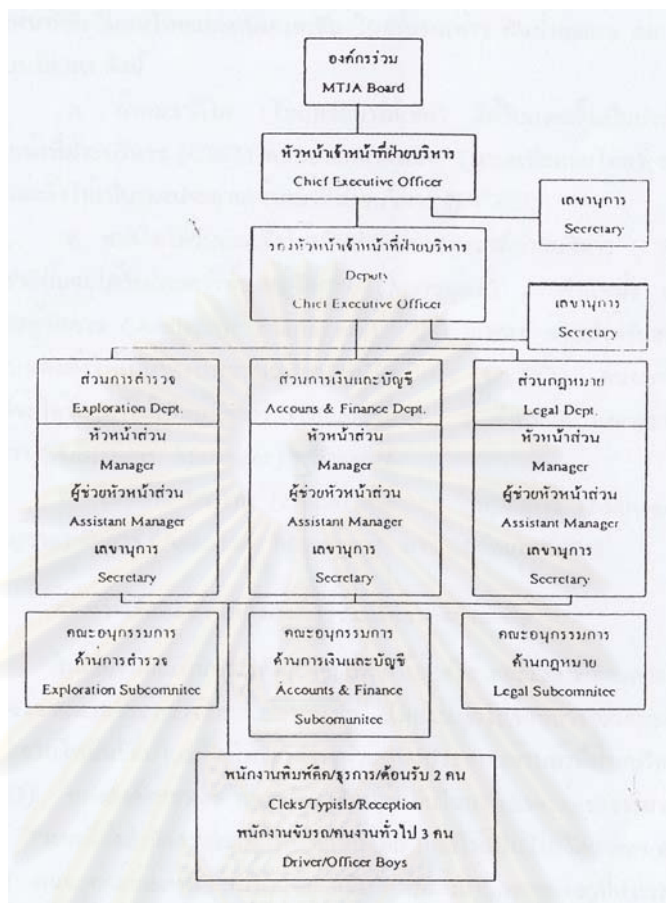 องค์กรร่วม
MTJA Board
หัวหน้าเจ้าหน้าที่ฝ่ายบริหาร
Chief Executive Officer
เลขานุการ
Secretary
รองหัวหน้าเจ้าหน้าที่ฝ่ายบริหาร
Deputy
Chief Executive Officer
เลขานุการ
Secretary
ส่วนการสำรวจ
Exploration Dept.
หัวหน้าส่วน
Manager
ผู้ช่วยหัวหน้าส่วน
Assistant Manager
เลขานุการ
Secretary
ส่วนการเงินและบัญชี
Accouns & Finance Dept.
หัวหน้าส่วน
Manager
ผู้ช่วยหัวหน้าส่วน
Assistant Manager
เลขานุการ
Secretary
ส่วนกฎหมาย
Legal Dept.
หัวหน้าส่วน
Manager
ผู้ช่วยหัวหน้าส่วน
Assistant Manager
เลขานุการ
Secretary
คณะอนุกรรมการ
ด้านการสำรวจ
Exploration Subcomnitee
คณะอนุกรรมการ
ด้านการเงินและบัญชี
Accounts & Finance
Subcomunitee
คณะอนุกรรมการ
ด้านกฎหมาย
Legal Subcomnitee
พนักงานพิมพ์ดีด/ธุรการ/ต้อนรับ 2 คน
Clcks/Typisls/Reception
พนักงานขับรถ/คนงานทั่วไป 3 คน
Driver/Officer Boys